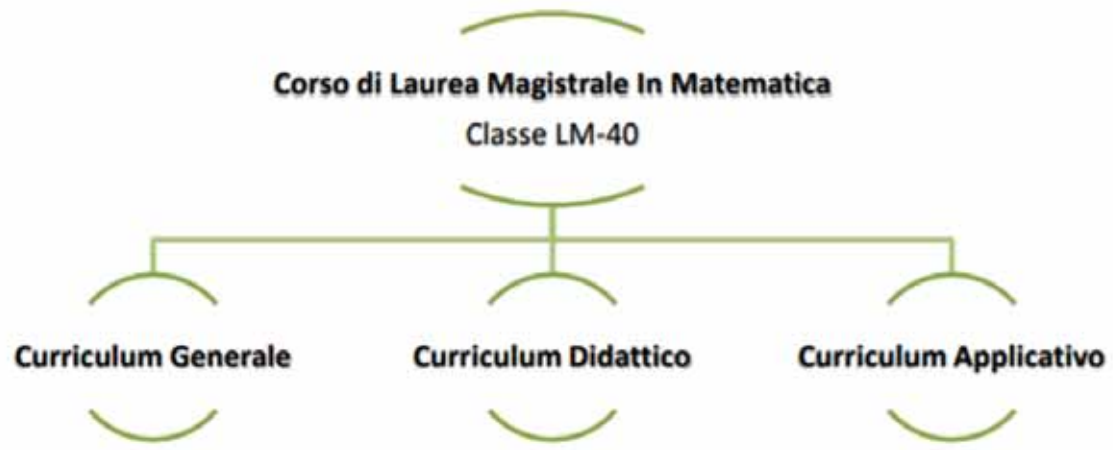 Corso di Laurea Magistrale In Matematica
Classe LM-40
Curriculum Generale
Curriculum Didattico
Curriculum Applicativo